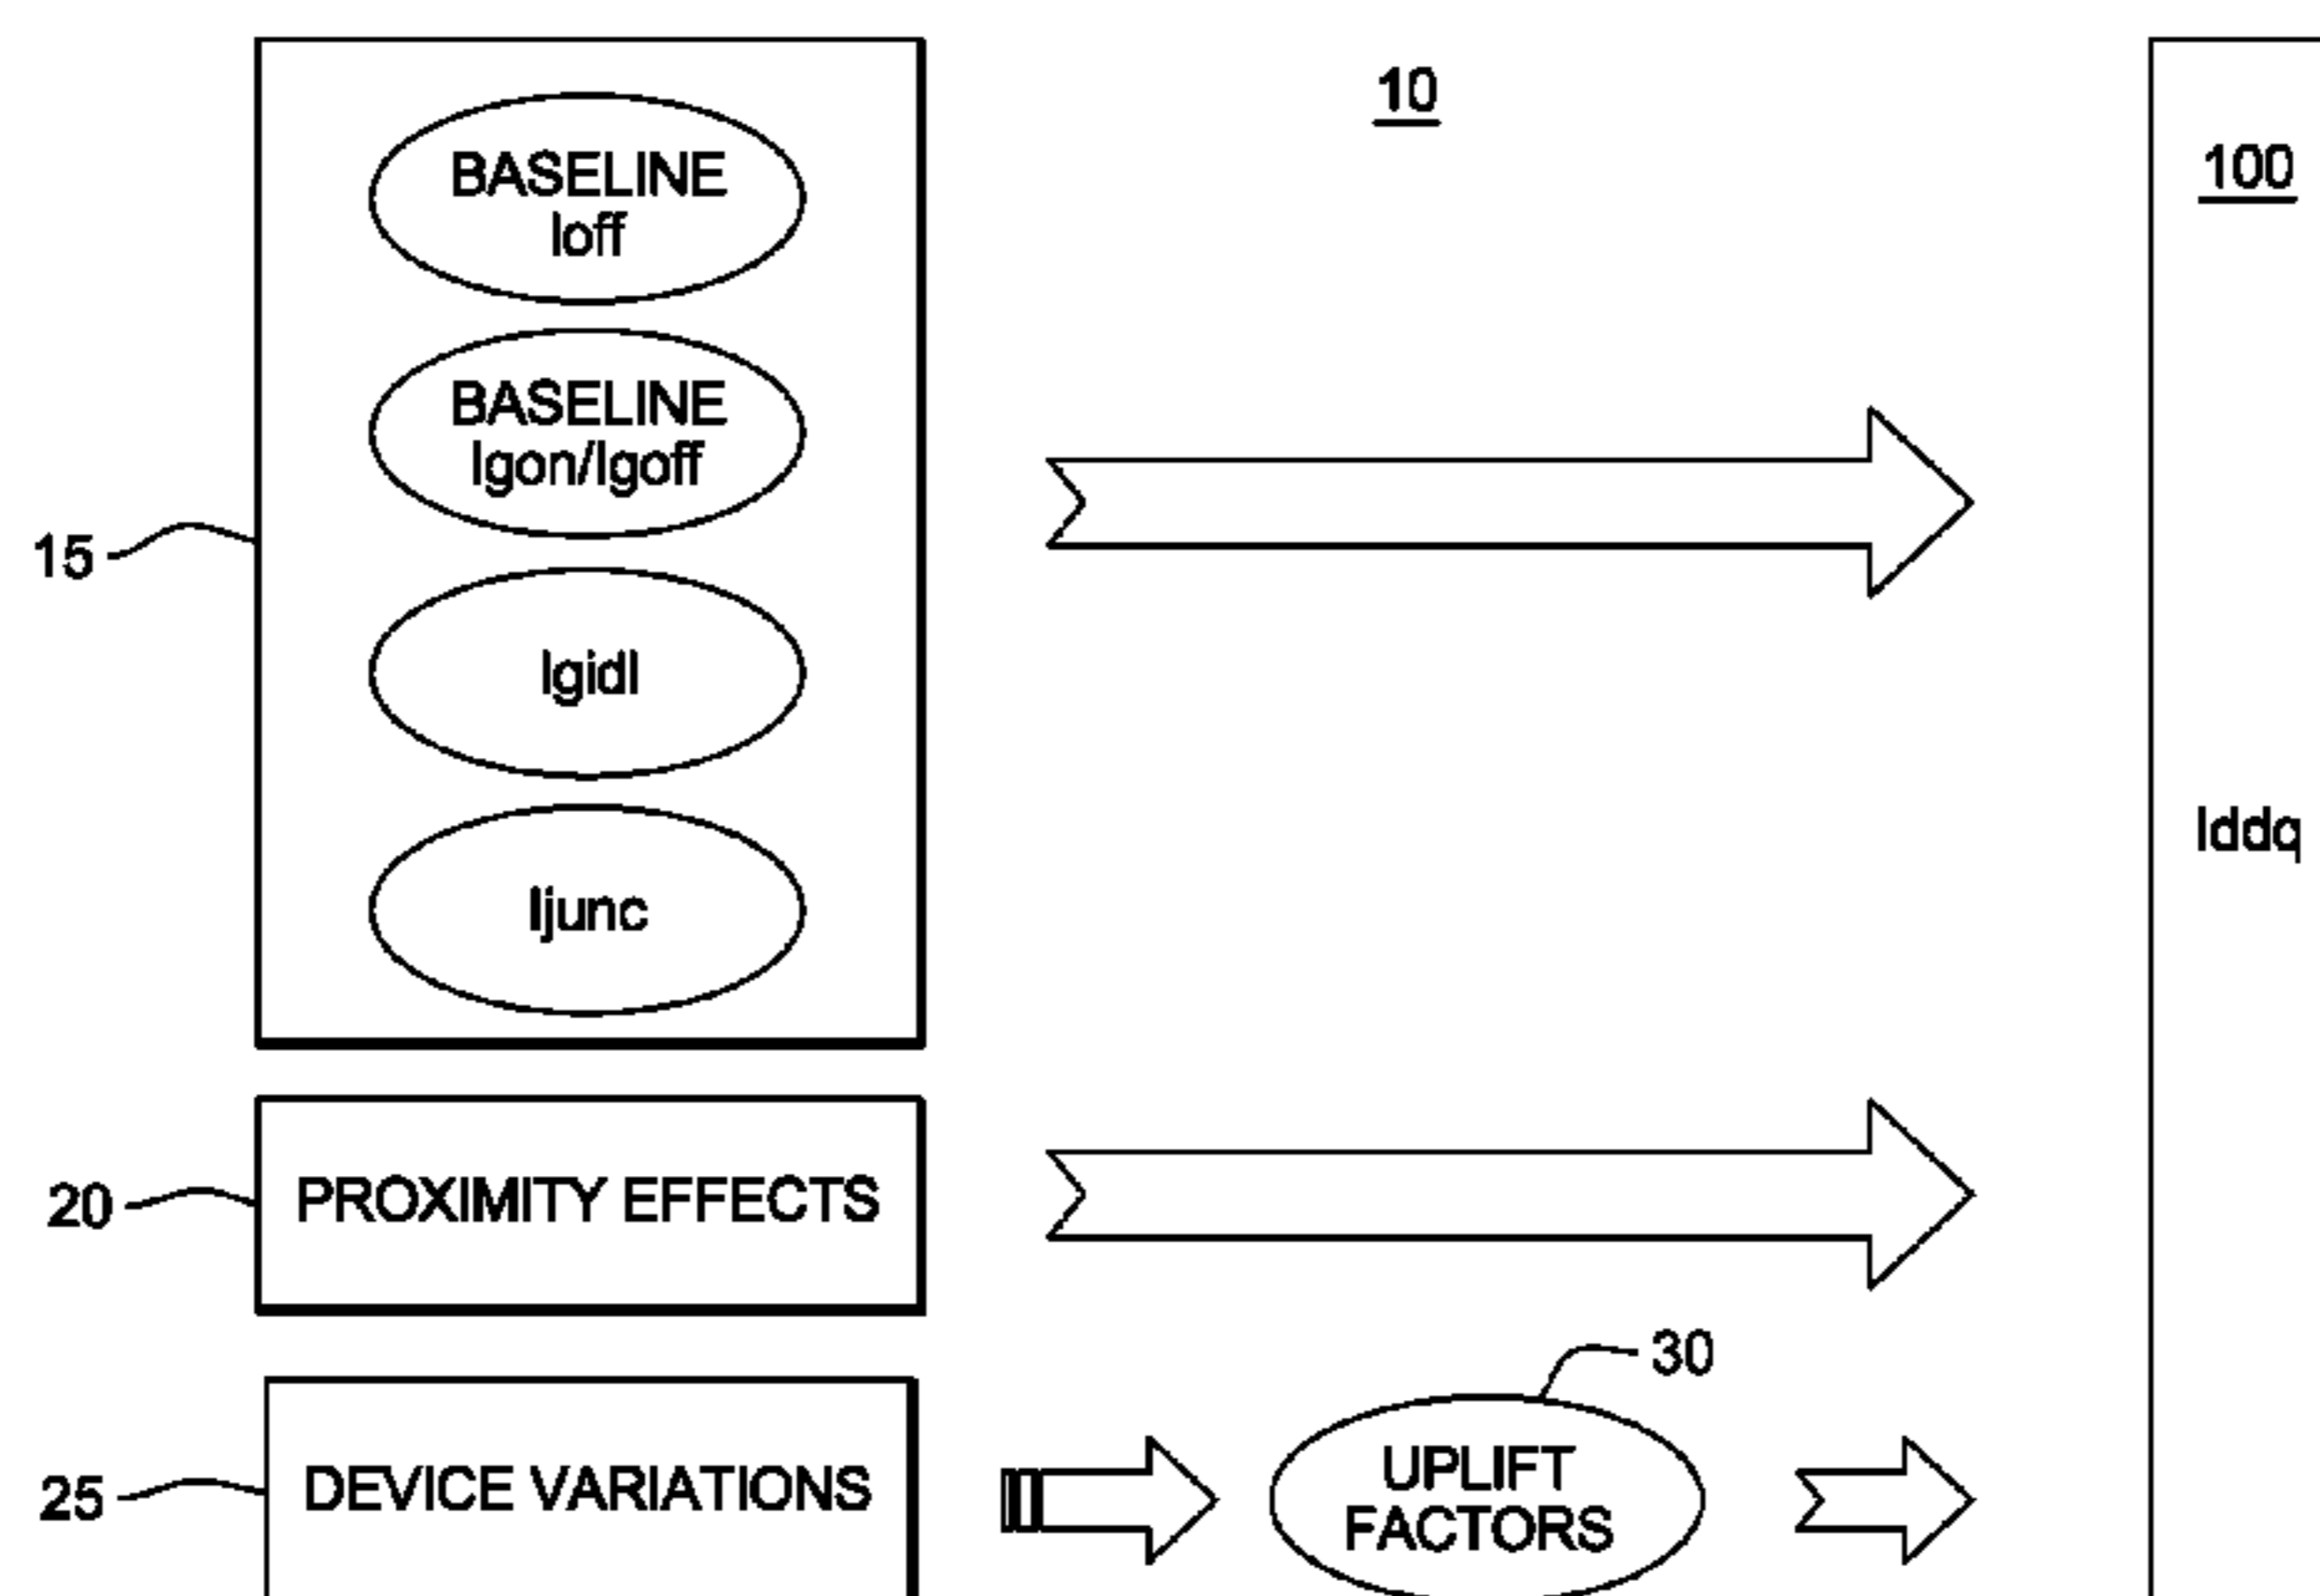 10
100
BASELINE
Ioff
BASELINE
Igon/Igoff
15
Igidl
Iddq
Ijunc
20
PROXIMITY EFFECTS
30
25
DEVICE VARIATIONS
UPLIFT
FACTORS